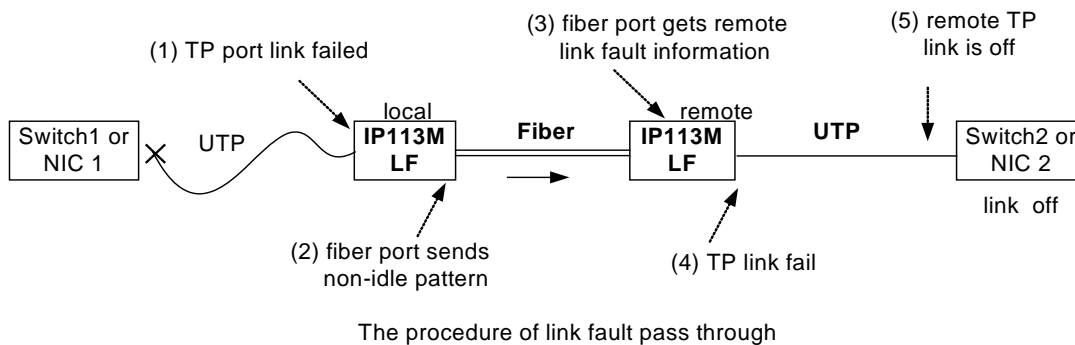 (1) TP port link failed
(3) fiber port gets remote
link fault information
(5) remote TP
link is off
local
remote
Switch1 or
NIC 1
UTP
IP113M
LF
Fiber
IP113M
LF
UTP
Switch2 or
NIC 2
link off
(2) fiber port sends
non-idle pattern
(4) TP link fail
The procedure of link fault pass through